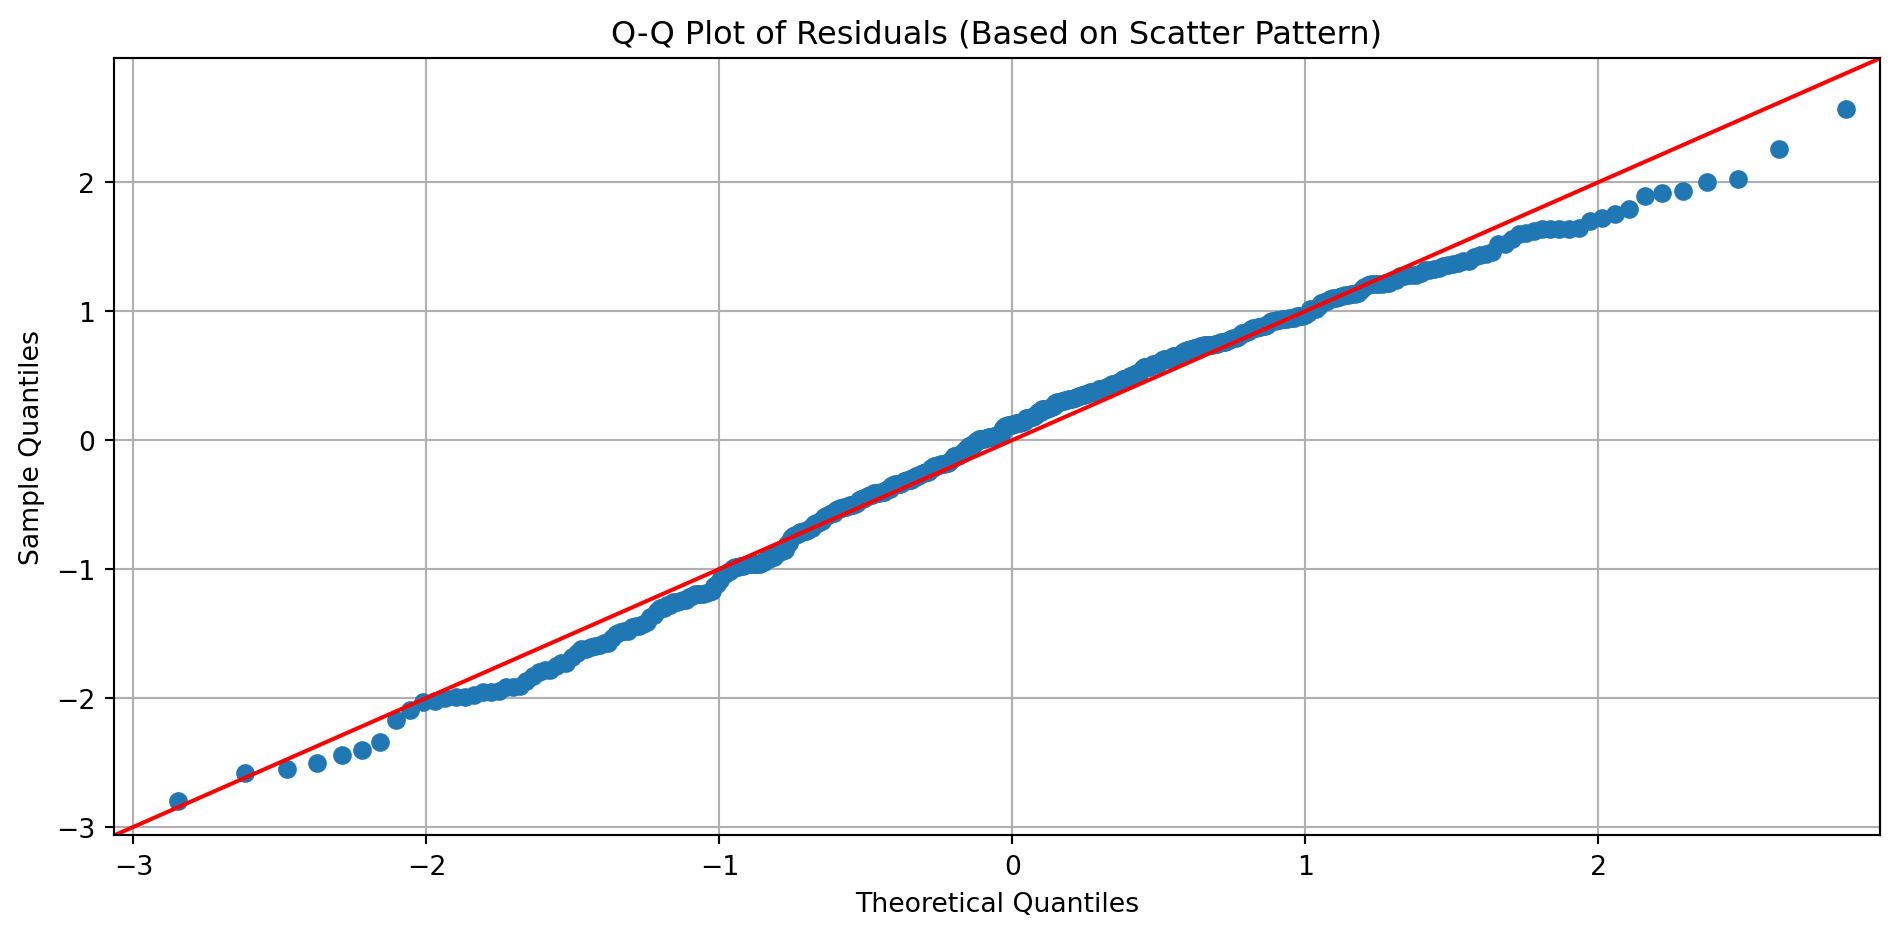 Q-Q Plot of Residuals (Based on Scatter Pattern)
Sample Quantiles
2
1
0
−1
−2
−3
−3 −2 −1 0 1 2
Theoretical Quantiles